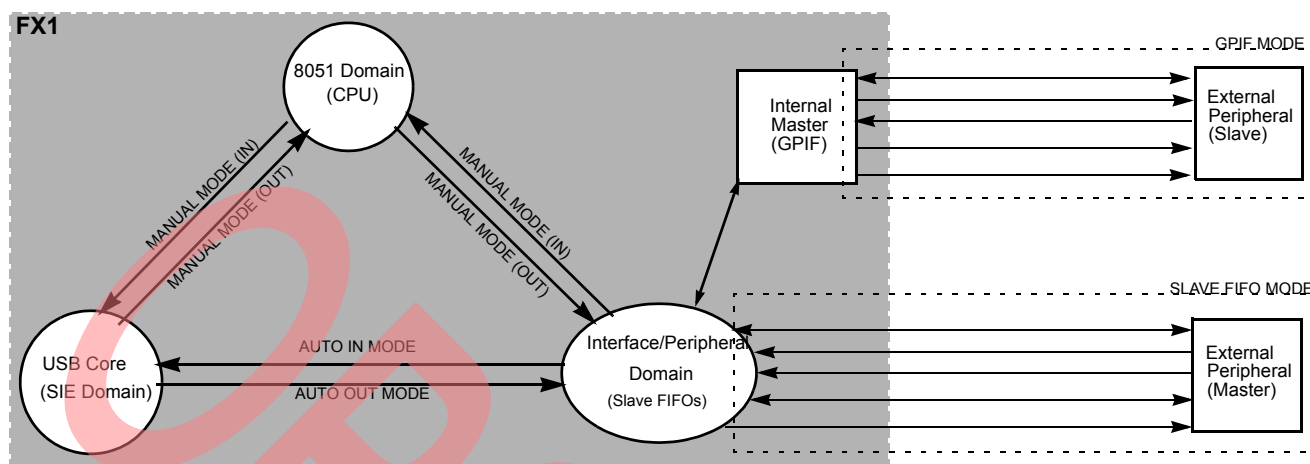 FX1
8051 Domain
(CPU)
MANUAL MODE (IN)
MANUAL MODE (OUT)
MANUAL MODE (IN)
MANUAL MODE (OUT)
USB Core
(SIE Domain)
AUTO IN MODE
AUTO OUT MODE
Interface/Peripheral
Domain
(Slave FIFOs)
Internal
Master
(GPIF)
GPIF MODE
External
Peripheral
(Slave)
SLAVE FIFO MODE
External
Peripheral
(Master)